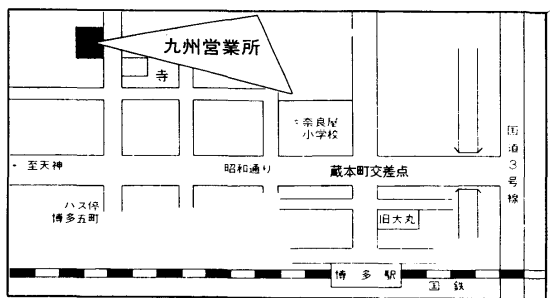 九州営業所
寺
奈良屋
小学校
国道3号線
至天神
昭和通り
蔵本町交差点
バス停
博多五町
旧大丸
博多駅
国鉄